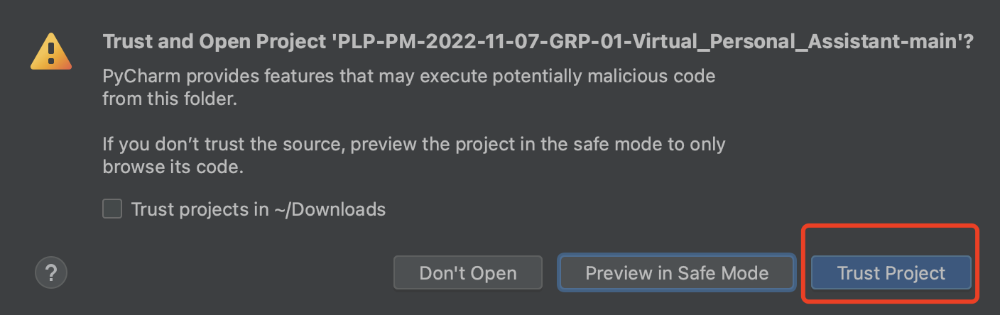 Trust and Open Project 'PLP-PM-2022-11-07-GRP-01-Virtual_Personal_Assistant-main'?
PyCharm provides features that may execute potentially malicious code
from this folder.
If you don’t trust the source, preview the project in the safe mode to only
browse its code.
Trust projects in ~/Downloads
? Don't Open Preview in Safe Mode Trust Project